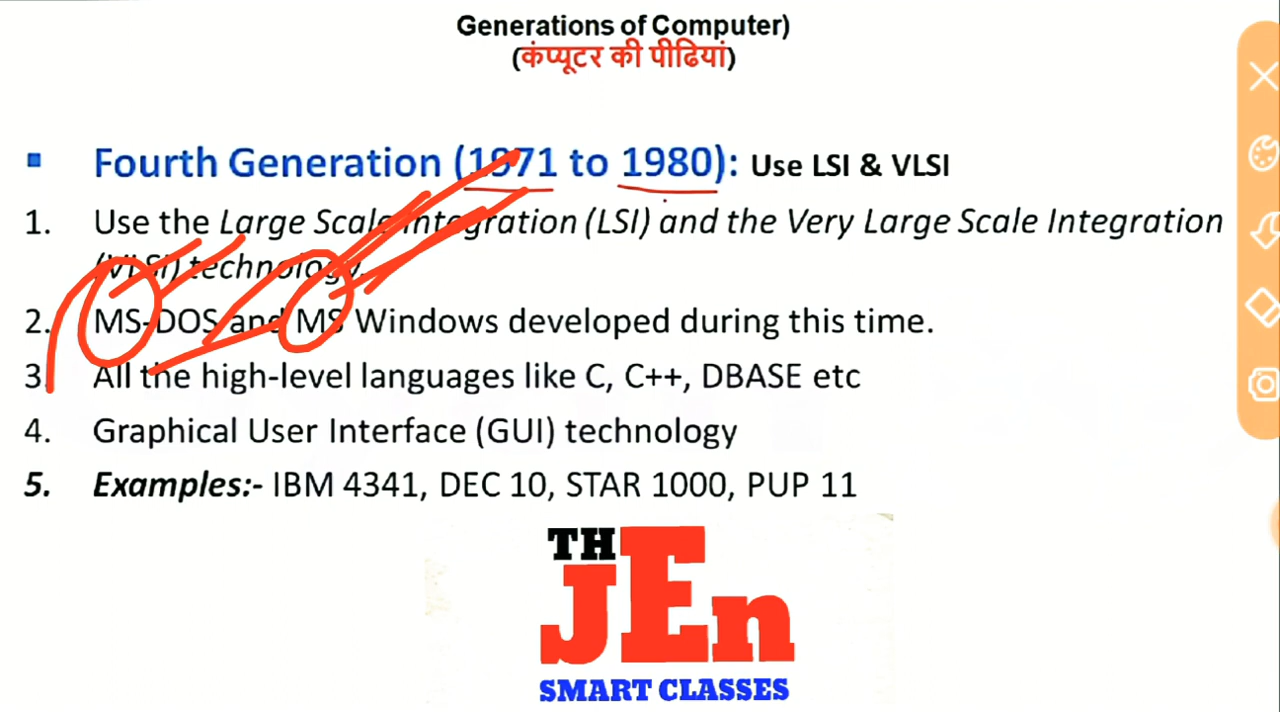 Generations of Computer)
(कंप्यूटर की पीढियां)
▪ Fourth Generation (1971 to 1980): Use LSI & VLSI
1. Use the Large Scale Integration (LSI) and the Very Large Scale Integration
(VLSI) technology.
2. MS-DOS and MS Windows developed during this time.
3. All the high-level languages like C, C++, DBASE etc
4. Graphical User Interface (GUI) technology
5. Examples:- IBM 4341, DEC 10, STAR 1000, PUP 11
TH
JEn
SMART CLASSES